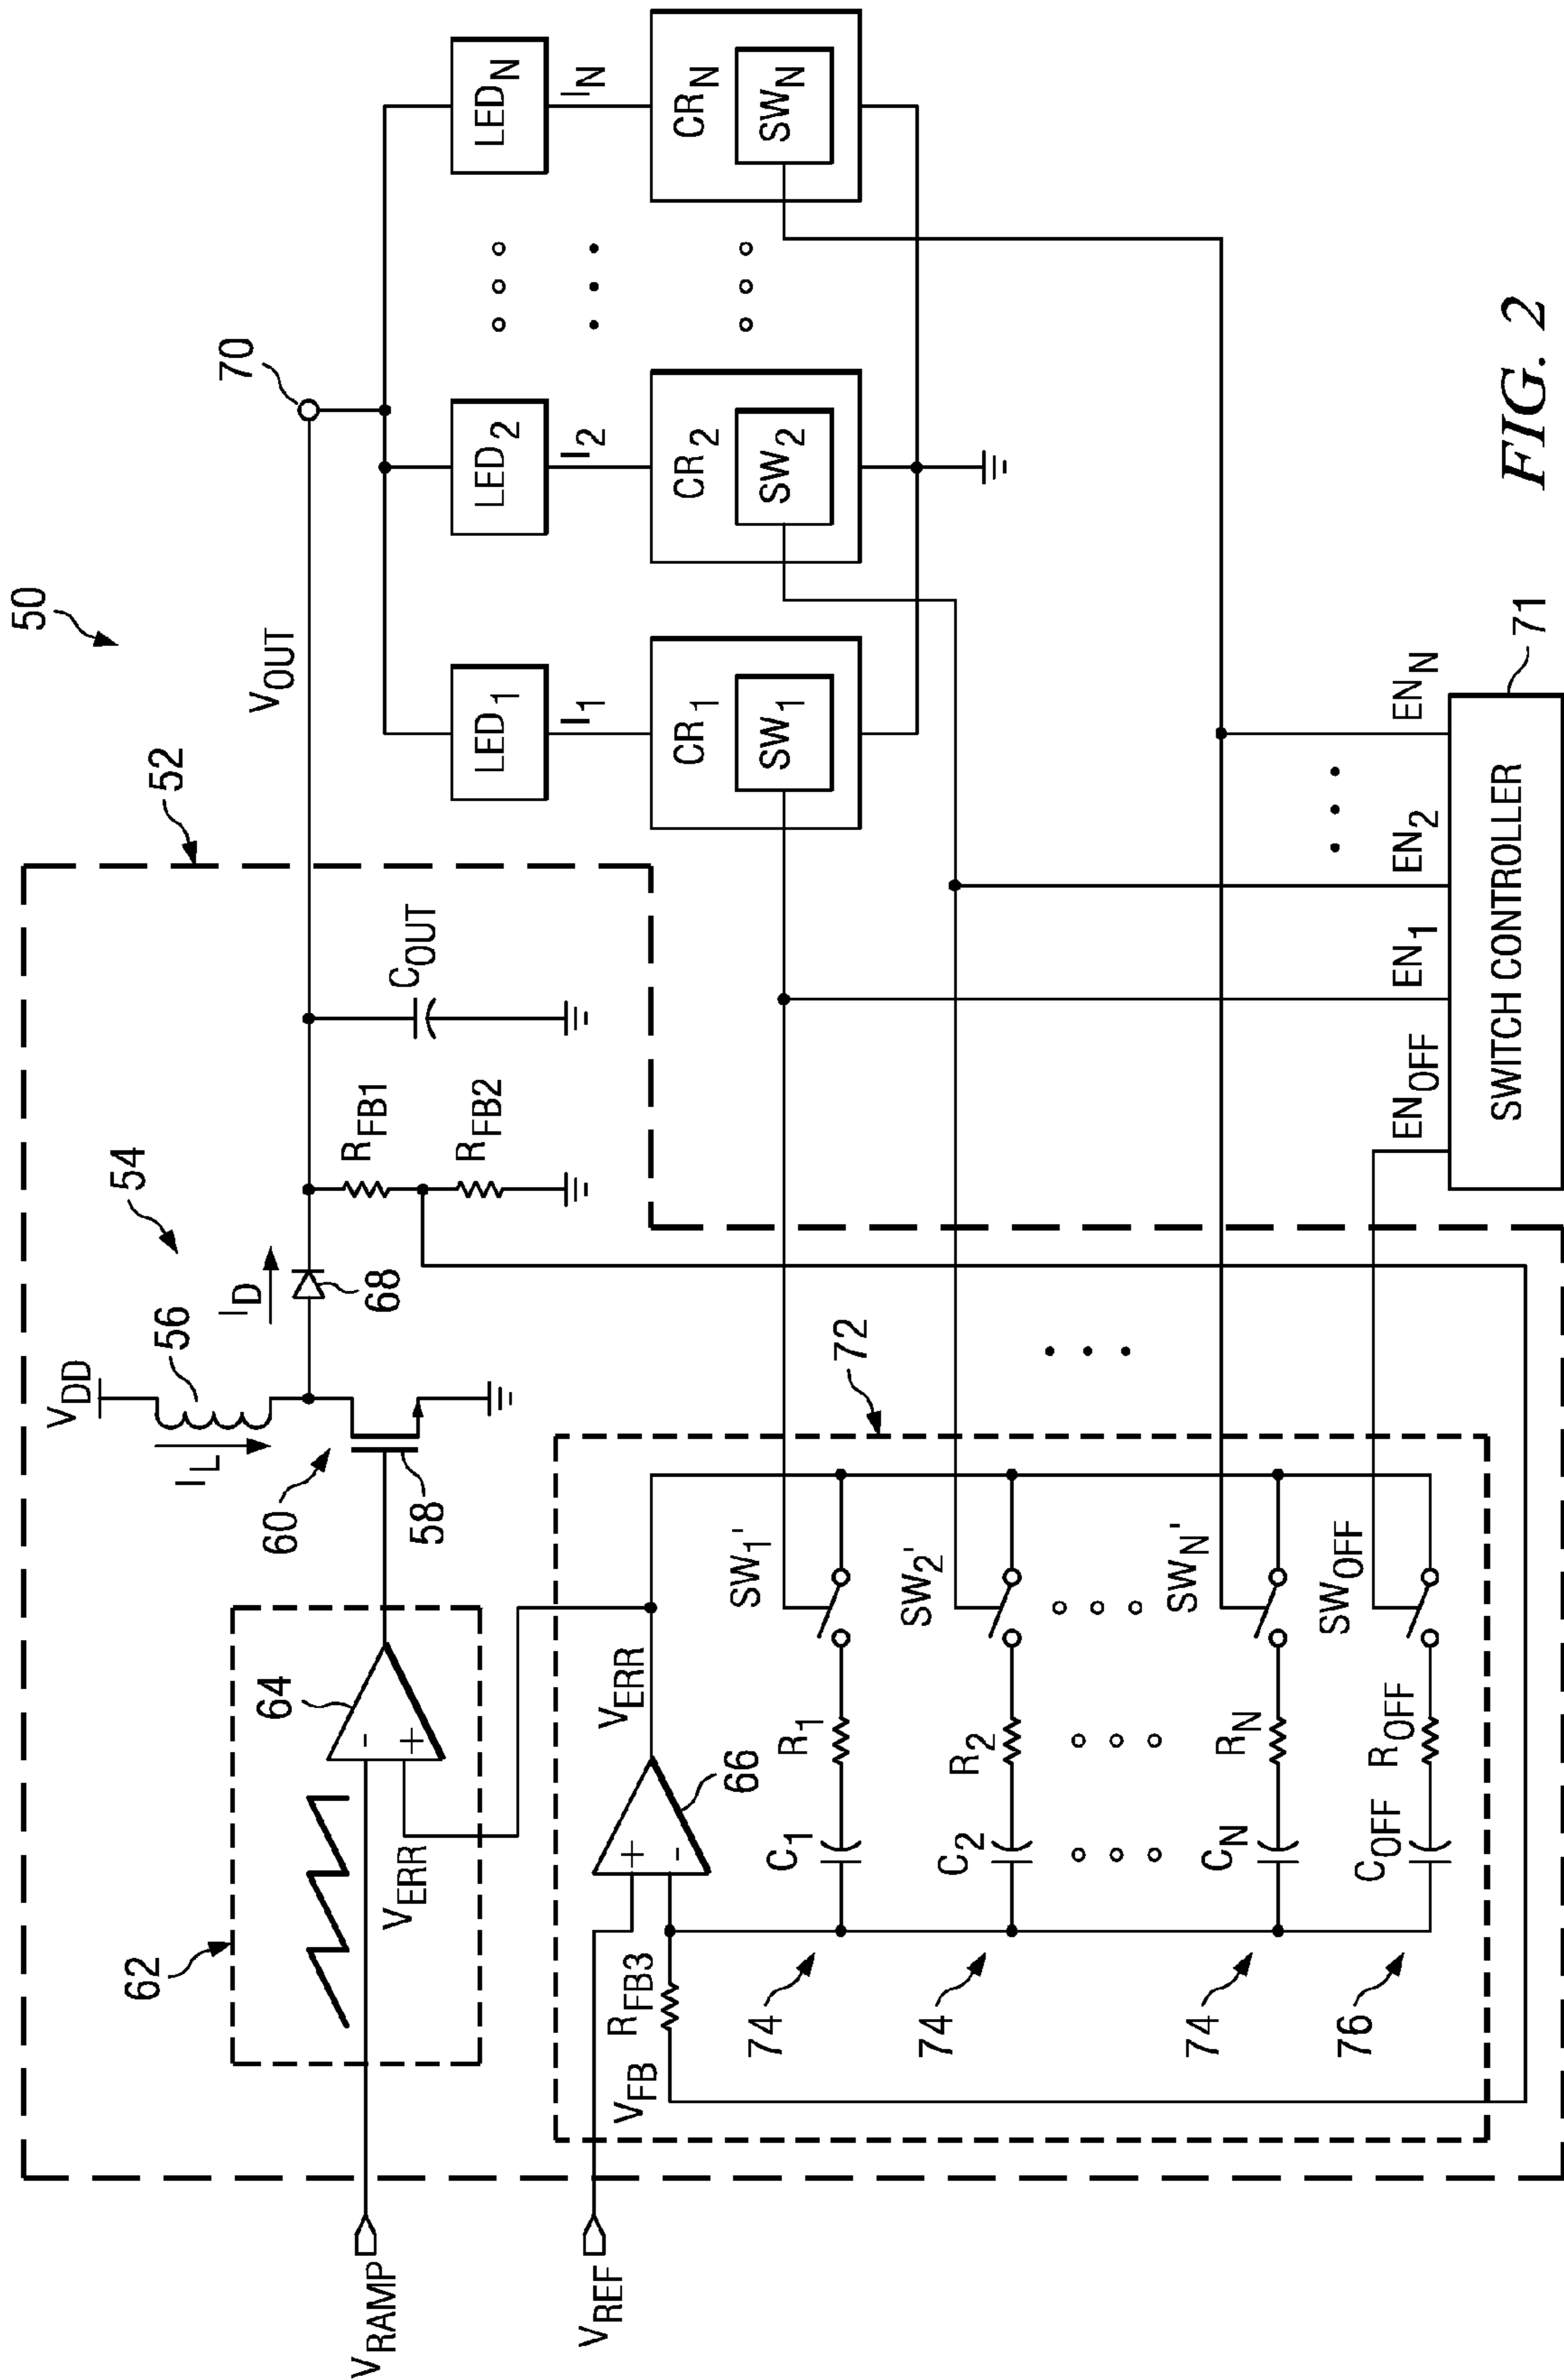 50
52
54
V_DD
56
I_L
I_D
60
58
68
V_OUT
70
R_FB1
R_FB2
C_OUT
62
64
-
+
V_ERR
V_RAMP
V_REF
V_FB
R_FB3
+
-
66
V_ERR
72
C_1
R_1
SW_1'
74
C_2
R_2
SW_2'
74
C_N
R_N
SW_N'
74
C_OFF
R_OFF
SW_OFF
76
LED_1
LED_2
LED_N
I_1
I_2
I_N
CR_1
CR_2
CR_N
SW_1
SW_2
SW_N
EN_OFF
EN_1
EN_2
EN_N
SWITCH CONTROLLER
71
FIG. 2